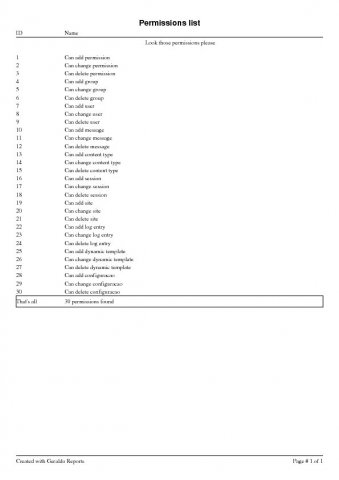 Permissions list
ID Name
Look those permissions please
1 Can add permission
2 Can change permission
3 Can delete permission
4 Can add group
5 Can change group
6 Can delete group
7 Can add user
8 Can change user
9 Can delete user
10 Can add message
11 Can change message
12 Can delete message
13 Can add content type
14 Can change content type
15 Can delete content type
16 Can add session
17 Can change session
18 Can delete session
19 Can add site
20 Can change site
21 Can delete site
22 Can add log entry
23 Can change log entry
24 Can delete log entry
25 Can add dynamic template
26 Can change dynamic template
27 Can delete dynamic template
28 Can add configuracao
29 Can change configuracao
30 Can delete configuracao
That's all 30 permissions found
Created with Geraldo Reports Page # 1 of 1